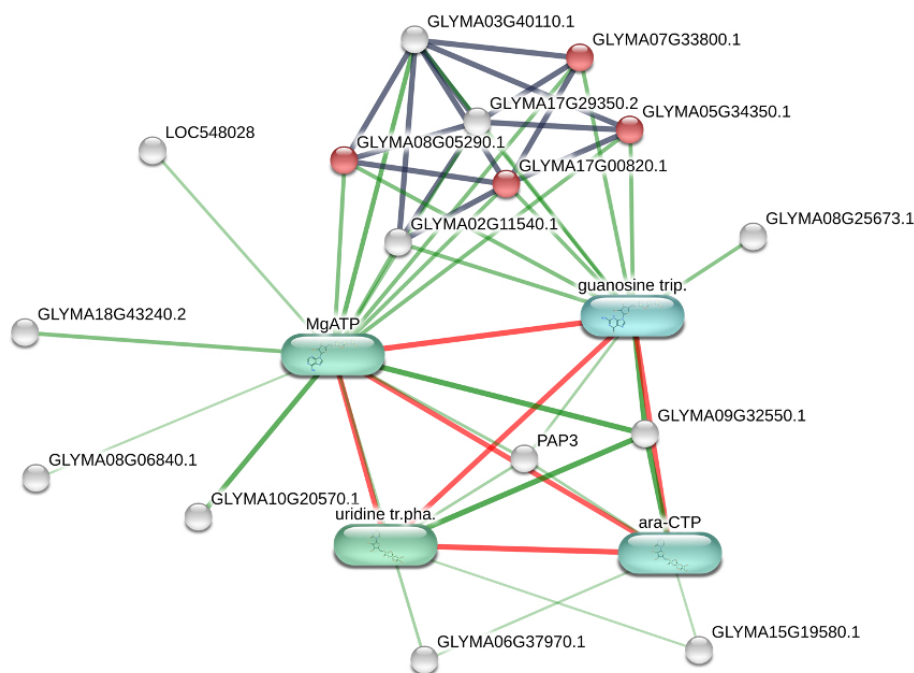 GLYMA03G40110.1
GLYMA07G33800.1
GLYMA17G29350.2
GLYMA05G34350.1
LOC548028
GLYMA08G05290.1
GLYMA17G00820.1
GLYMA02G11540.1
GLYMA08G25673.1
guanosine trip.
GLYMA18G43240.2
MgATP
GLYMA09G32550.1
PAP3
GLYMA08G06840.1
GLYMA10G20570.1
uridine tr.pha.
ara-CTP
GLYMA06G37970.1
GLYMA15G19580.1